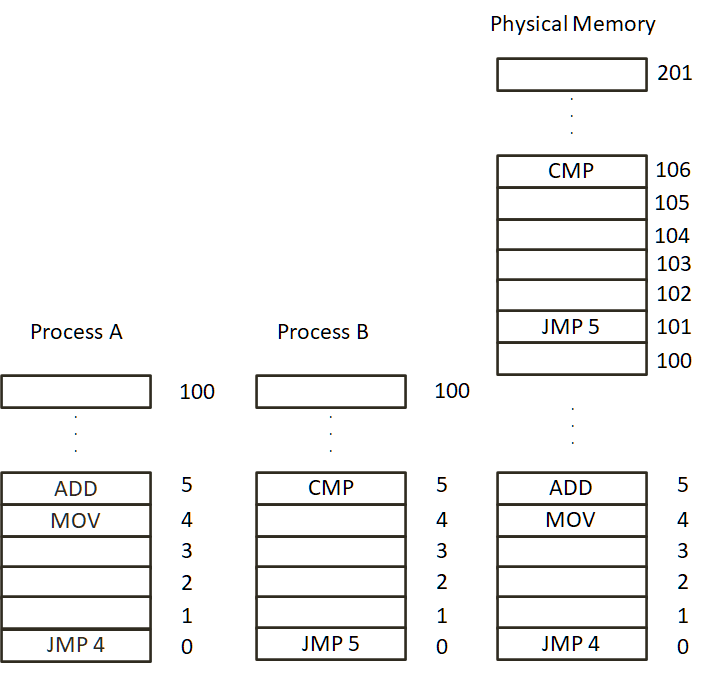 Physical Memory
201
CMP 106
105
104
103
102
JMP 5 101
100
Process A
100
ADD 5
MOV 4
3
2
1
JMP 4 0
Process B
100
CMP 5
4
3
2
1
JMP 5 0
ADD 5
MOV 4
3
2
1
JMP 4 0